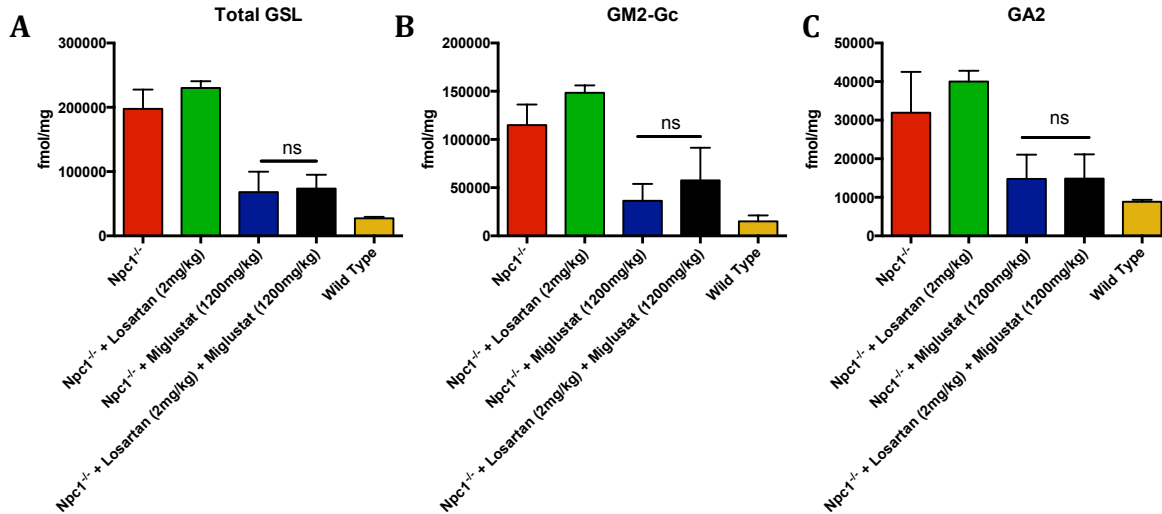 A
Total GSL
fmol/mg
300000
200000
100000
0
ns
Npc1-/-
Npc1-/- + Losartan (2mg/kg)
Npc1-/- + Miglustat (1200mg/kg)
Npc1-/- + Losartan (2mg/kg) + Miglustat (1200mg/kg)
Wild Type
B
GM2-Gc
fmol/mg
200000
150000
100000
50000
0
ns
Npc1-/-
Npc1-/- + Losartan (2mg/kg)
Npc1-/- + Miglustat (1200mg/kg)
Npc1-/- + Losartan (2mg/kg) + Miglustat (1200mg/kg)
Wild Type
C
GA2
fmol/mg
50000
40000
30000
20000
10000
0
ns
Npc1-/-
Npc1-/- + Losartan (2mg/kg)
Npc1-/- + Miglustat (1200mg/kg)
Npc1-/- + Losartan (2mg/kg) + Miglustat (1200mg/kg)
Wild Type